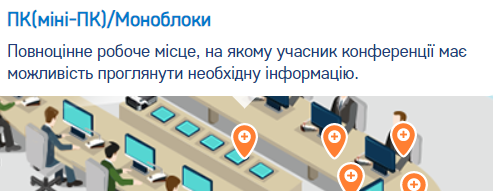 ПК(міні-ПК)/Моноблоки
Повноцінне робоче місце, на якому учасник конференції має
можливість проглянути необхідну інформацію.